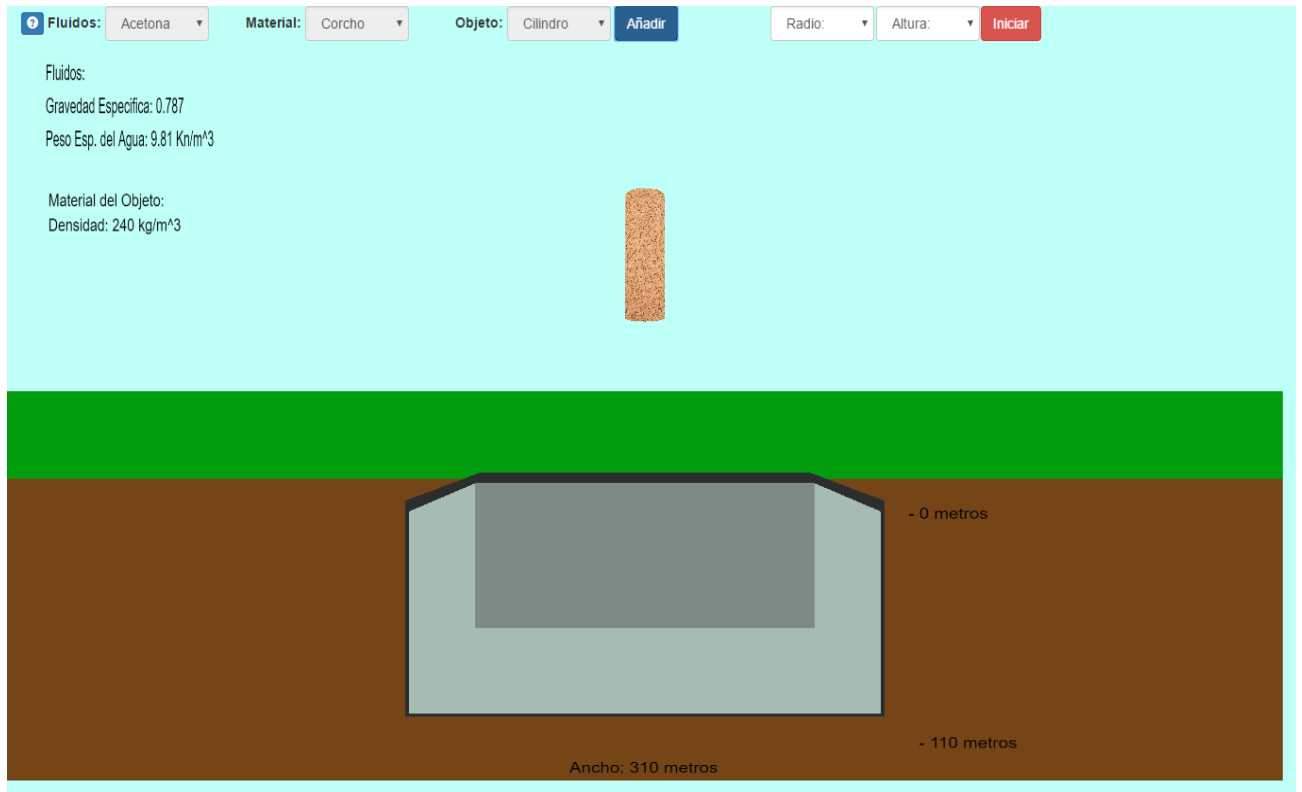 Fluidos: Acetona Material: Corcho Objeto: Cilindro Añadir Radio: Altura: Iniciar
Fluidos:
Gravedad Especifica: 0.787
Peso Esp. del Agua: 9.81 Kn/m^3
Material del Objeto:
Densidad: 240 kg/m^3
- 0 metros
- 110 metros
Ancho: 310 metros